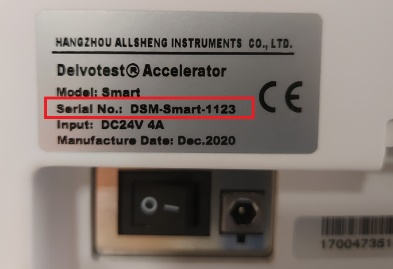 HANGZHOU ALLSHENG INSTRUMENTS CO., LTD.
Delvotest® Accelerator
Model: Smart
Serial No.: DSM-Smart-1123
Input: DC24V 4A
Manufacture Date: Dec.2020
CE
O –